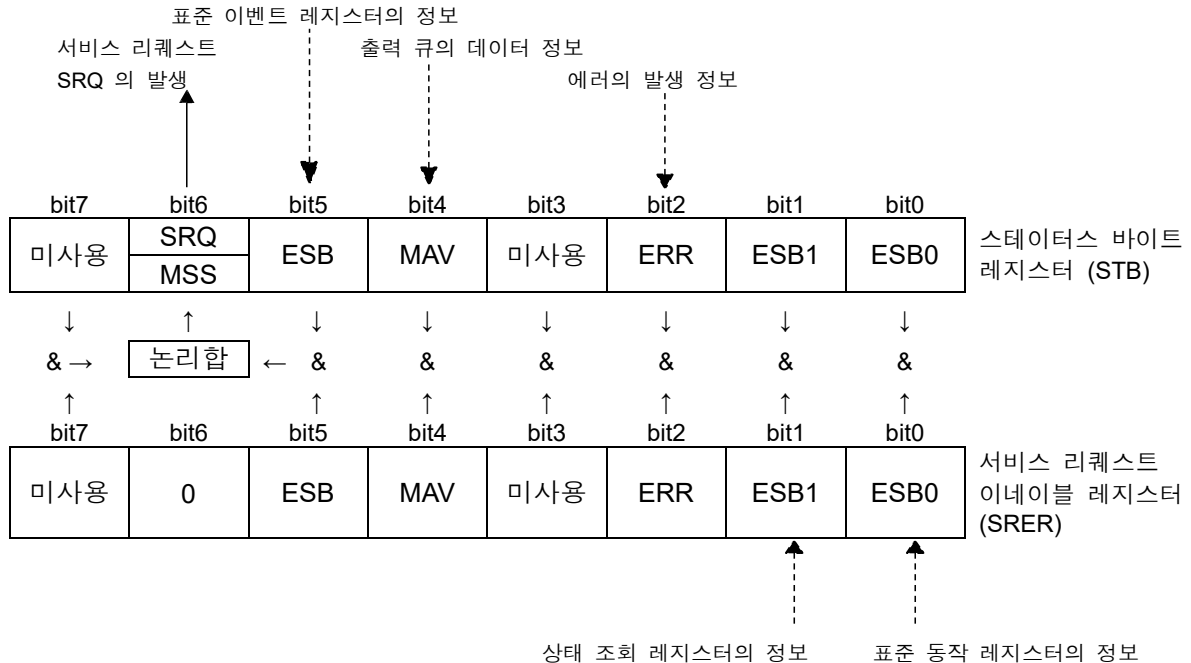 표준 이벤트 레지스터의 정보
서비스 리퀘스트
출력 큐의 데이터 정보
SRQ 의 발생
에러의 발생 정보
bit7 bit6 bit5 bit4 bit3 bit2 bit1 bit0
미사용 SRQ MSS ESB MAV 미사용 ERR ESB1 ESB0
스테이터스 바이트
레지스터 (STB)
↓ ↑ ↓ ↓ ↓ ↓ ↓ ↓
& → 논리합 ← & & & & & &
↑ ↑ ↑ ↑ ↑ ↑ ↑
bit7 bit6 bit5 bit4 bit3 bit2 bit1 bit0
미사용 0 ESB MAV 미사용 ERR ESB1 ESB0
서비스 리퀘스트
이네이블 레지스터
(SRER)
상태 조회 레지스터의 정보 표준 동작 레지스터의 정보